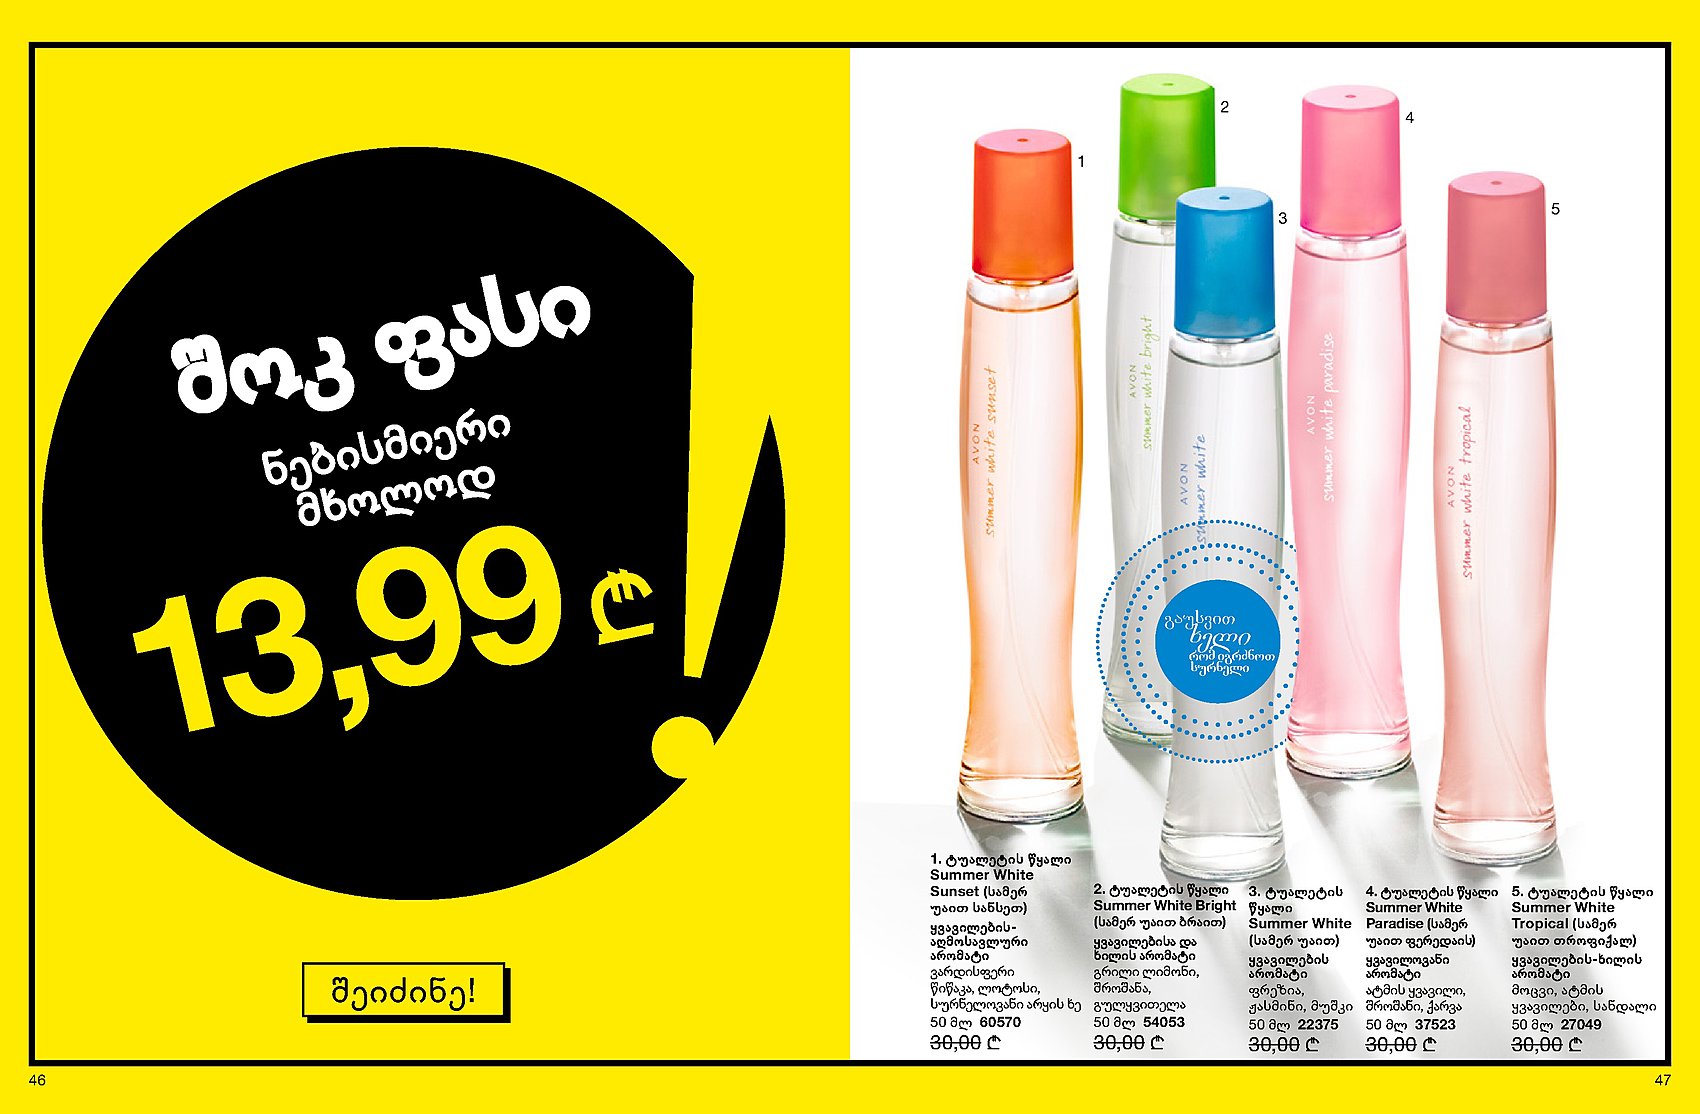 შოკ ფასი
ნებისმიერი
მხოლოდ
13,99 ₾
!
შეიძინე!
46
1
2
3
4
5
AVON
summer white sunset
AVON
summer white bright
AVON
summer white
AVON
summer white paradise
AVON
summer white tropical
გაუსვით
ხელი
რომ იგრძნოთ
სურნელი
1. ტუალეტის წყალი
Summer White
Sunset (სამერ
უაით სანსეთ)
ყვავილების-
აღმოსავლური
არომატი
ვარდისფერი
წიწაკა, ლოტოსი,
სურნელოვანი არყის ხე
50 მლ 60570
30,00 ₾
2. ტუალეტის წყალი
Summer White Bright
(სამერ უაით ბრაით)
ყვავილებისა და
ხილის არომატი
გრილი ლიმონი,
შროშანა,
გულყვითელა
50 მლ 54053
30,00 ₾
3. ტუალეტის
წყალი
Summer White
(სამერ უაით)
ყვავილების
არომატი
ფრეზია,
ჟასმინი, მუშკი
50 მლ 22375
30,00 ₾
4. ტუალეტის წყალი
Summer White
Paradise (სამერ
უაით ფერედაის)
ყვავილოვანი
არომატი
ატმის ყვავილი,
შროშანი, ქარვა
50 მლ 37523
30,00 ₾
5. ტუალეტის წყალი
Summer White
Tropical (სამერ
უაით თროფიქალ)
ყვავილების-ხილის
არომატი
მოცვი, ატმის
ყვავილები, სანდალი
50 მლ 27049
30,00 ₾
47